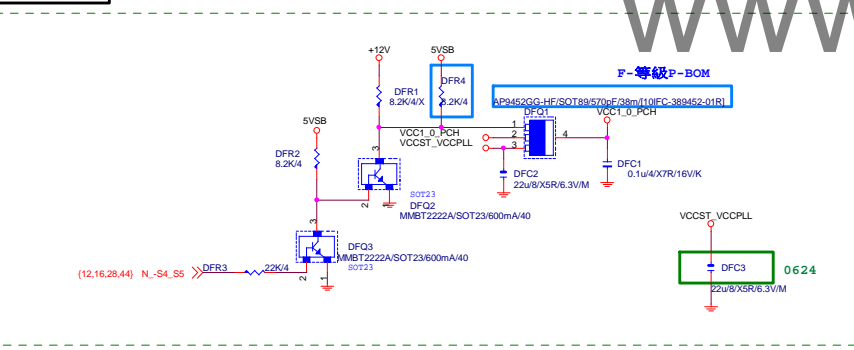 WWW
F-等級P-BOM
+12V
5VSB
DFR1
8.2K/4/X
DFR4
8.2K/4
AP9452GG-HF/SOT89/570pF/38m/[10IFC-389452-01R]
DFQ1
VCC1_0_PCH
5VSB
VCC1_0_PCH
VCCST_VCCPLL
1
2
3
4
DFR2
8.2K/4
3
DFC2
22u/8/X5R/6.3V/M
DFC1
0.1u/4/X7R/16V/K
2
1
SOT23
DFQ2
MMBT2222A/SOT23/600mA/40
3
VCCST_VCCPLL
DFQ3
MMBT2222A/SOT23/600mA/40
SOT23
{12,16,28,44} N_-S4_S5
DFR3
22K/4
2
1
DFC3
0624
22u/8/X5R/6.3V/M